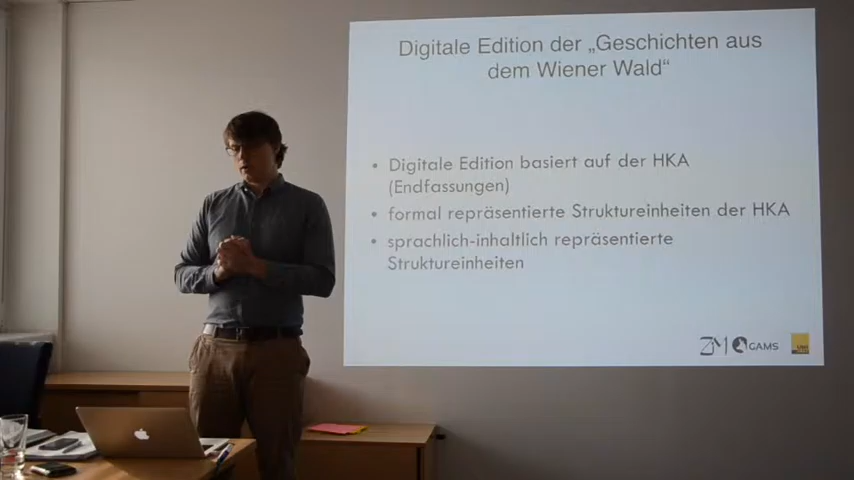 Digitale Edition der „Geschichten aus
dem Wiener Wald“
• Digitale Edition basiert auf der HKA
(Endfassungen)
• formal repräsentierte Struktureinheiten der HKA
• sprachlich-inhaltlich repräsentierte
Struktureinheiten
ZIM GAMS